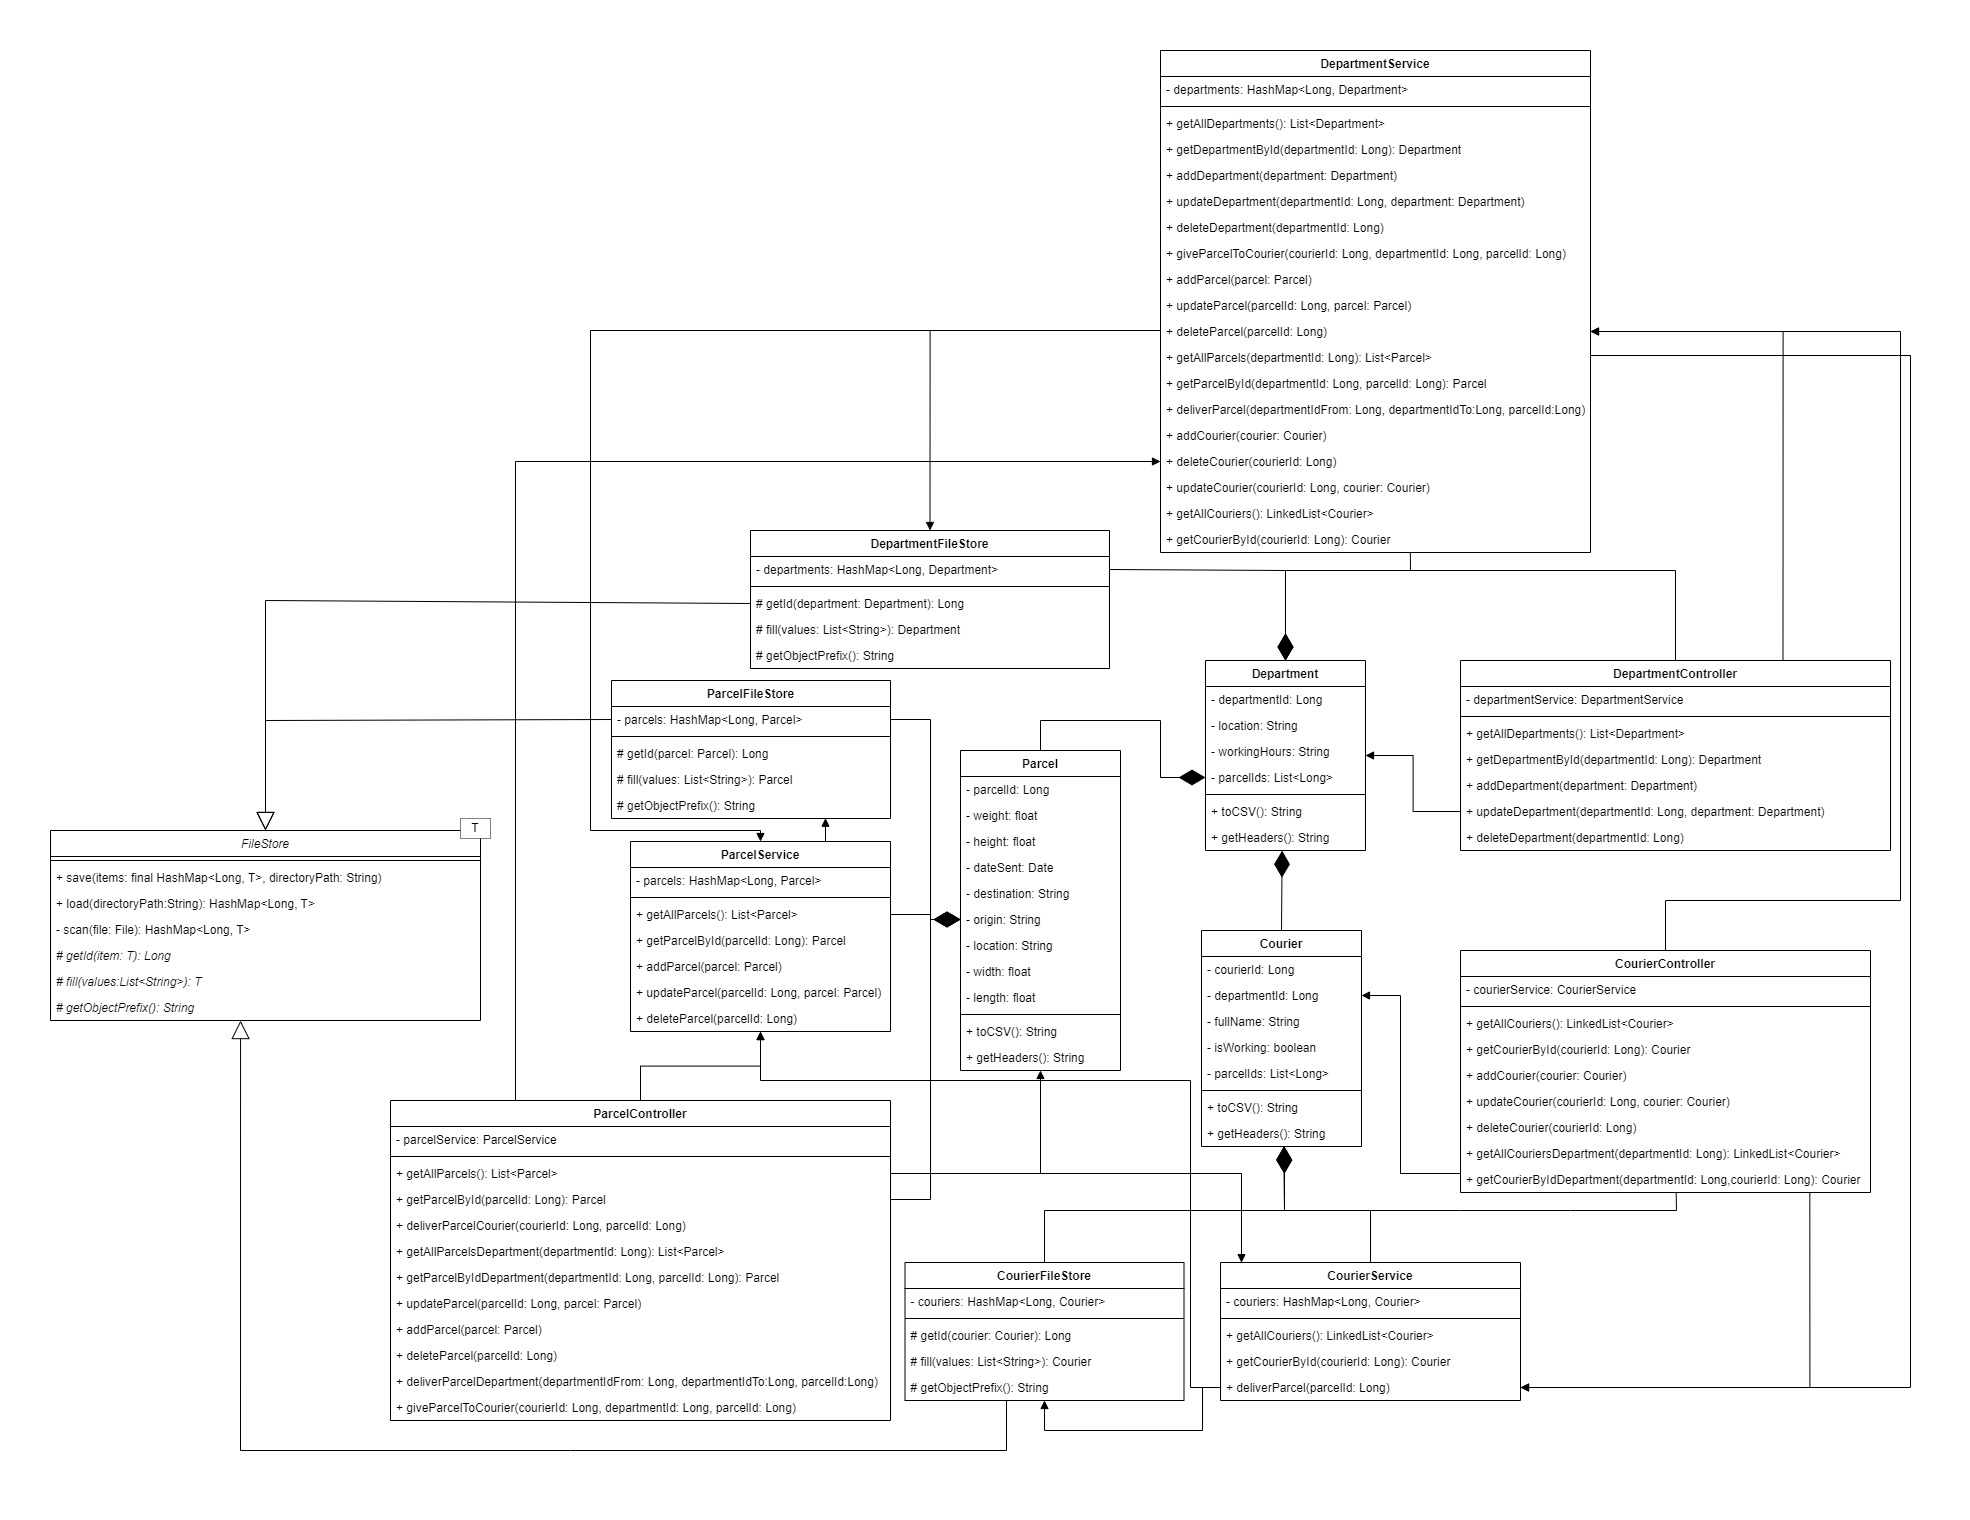 DepartmentService
- departments: HashMap<Long, Department>
+ getAllDepartments(): List<Department>
+ getDepartmentById(departmentId: Long): Department
+ addDepartment(department: Department)
+ updateDepartment(departmentId: Long, department: Department)
+ deleteDepartment(departmentId: Long)
+ giveParcelToCourier(courierId: Long, departmentId: Long, parcelId: Long)
+ addParcel(parcel: Parcel)
+ updateParcel(parcelId: Long, parcel: Parcel)
+ deleteParcel(parcelId: Long)
+ getAllParcels(departmentId: Long): List<Parcel>
+ getParcelById(departmentId: Long, parcelId: Long): Parcel
+ deliverParcel(departmentIdFrom: Long, departmentIdTo:Long, parcelId:Long)
+ addCourier(courier: Courier)
+ deleteCourier(courierId: Long)
+ updateCourier(courierId: Long, courier: Courier)
+ getAllCouriers(): LinkedList<Courier>
+ getCourierById(courierId: Long): Courier
DepartmentFileStore
- departments: HashMap<Long, Department>
# getId(department: Department): Long
# fill(values: List<String>): Department
# getObjectPrefix(): String
ParcelFileStore
- parcels: HashMap<Long, Parcel>
# getId(parcel: Parcel): Long
# fill(values: List<String>): Parcel
# getObjectPrefix(): String
Department
- departmentId: Long
- location: String
- workingHours: String
- parcelIds: List<Long>
+ toCSV(): String
+ getHeaders(): String
DepartmentController
- departmentService: DepartmentService
+ getAllDepartments(): List<Department>
+ getDepartmentById(departmentId: Long): Department
+ addDepartment(department: Department)
+ updateDepartment(departmentId: Long, department: Department)
+ deleteDepartment(departmentId: Long)
Parcel
- parcelId: Long
- weight: float
- height: float
- dateSent: Date
- destination: String
- origin: String
- location: String
- width: float
- length: float
+ toCSV(): String
+ getHeaders(): String
T
FileStore
+ save(items: final HashMap<Long, T>, directoryPath: String)
+ load(directoryPath:String): HashMap<Long, T>
- scan(file: File): HashMap<Long, T>
# getId(item: T): Long
# fill(values:List<String>): T
# getObjectPrefix(): String
ParcelService
- parcels: HashMap<Long, Parcel>
+ getAllParcels(): List<Parcel>
+ getParcelById(parcelId: Long): Parcel
+ addParcel(parcel: Parcel)
+ updateParcel(parcelId: Long, parcel: Parcel)
+ deleteParcel(parcelId: Long)
Courier
- courierId: Long
- departmentId: Long
- fullName: String
- isWorking: boolean
- parcelIds: List<Long>
+ toCSV(): String
+ getHeaders(): String
CourierController
- courierService: CourierService
+ getAllCouriers(): LinkedList<Courier>
+ getCourierById(courierId: Long): Courier
+ addCourier(courier: Courier)
+ updateCourier(courierId: Long, courier: Courier)
+ deleteCourier(courierId: Long)
+ getAllCouriersDepartment(departmentId: Long): LinkedList<Courier>
+ getCourierByIdDepartment(departmentId: Long,courierId: Long): Courier
ParcelController
- parcelService: ParcelService
+ getAllParcels(): List<Parcel>
+ getParcelById(parcelId: Long): Parcel
+ deliverParcelCourier(courierId: Long, parcelId: Long)
+ getAllParcelsDepartment(departmentId: Long): List<Parcel>
+ getParcelByIdDepartment(departmentId: Long, parcelId: Long): Parcel
+ updateParcel(parcelId: Long, parcel: Parcel)
+ addParcel(parcel: Parcel)
+ deleteParcel(parcelId: Long)
+ deliverParcelDepartment(departmentIdFrom: Long, departmentIdTo:Long, parcelId:Long)
+ giveParcelToCourier(courierId: Long, departmentId: Long, parcelId: Long)
CourierFileStore
- couriers: HashMap<Long, Courier>
# getId(courier: Courier): Long
# fill(values: List<String>): Courier
# getObjectPrefix(): String
CourierService
- couriers: HashMap<Long, Courier>
+ getAllCouriers(): LinkedList<Courier>
+ getCourierById(courierId: Long): Courier
+ deliverParcel(parcelId: Long)